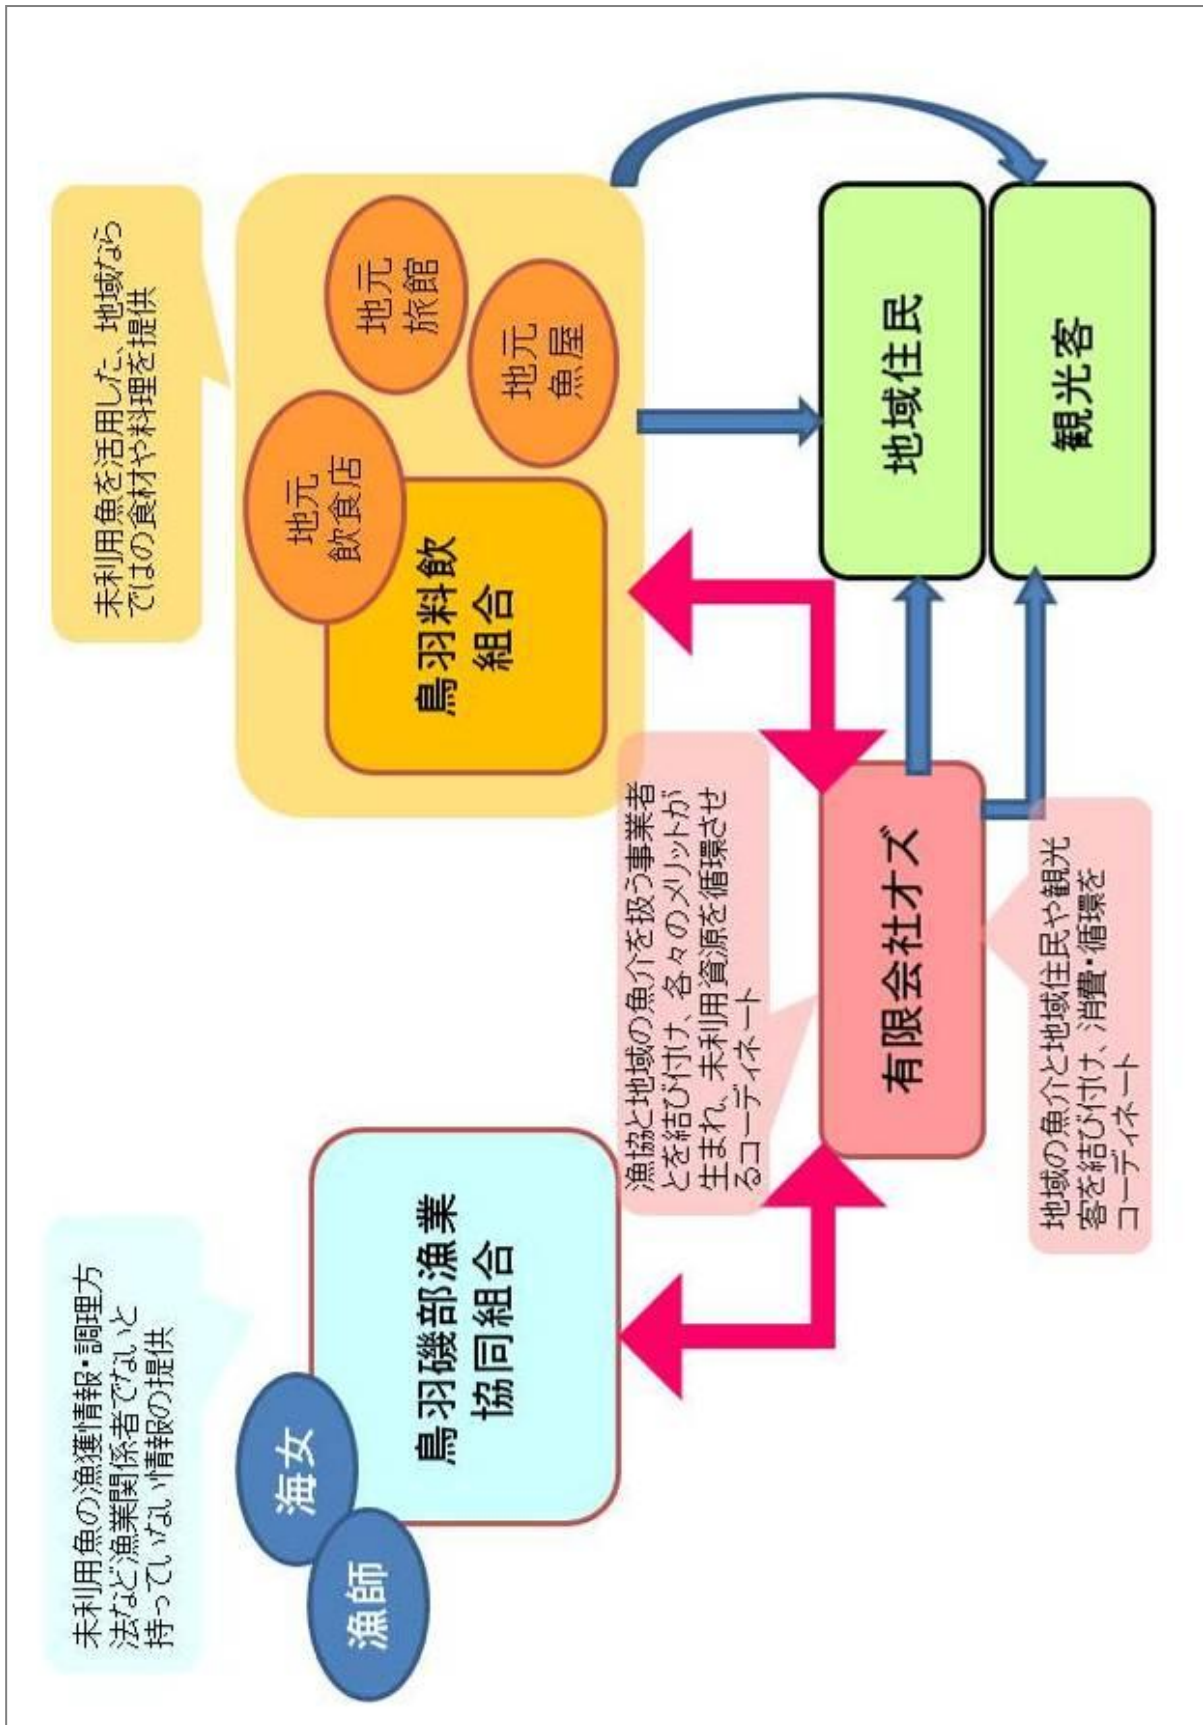 未利用魚の漁獲情報・調理方
法など漁業関係者でないと
持っていない情報の提供
海女
漁師
鳥羽磯部漁業
協同組合
未利用魚を活用した、地域なら
ではの食材や料理を提供
地元
飲食店
地元
旅館
地元
魚屋
鳥羽料飲
組合
漁協と地域の魚介を扱う事業者
とを結び付け、各々のメリットが
生まれ、未利用資源を循環させ
るコーディネート
有限会社オズ
地域の魚介と地域住民や観光
客を結び付け、消費・循環を
コーディネート
地域住民
観光客